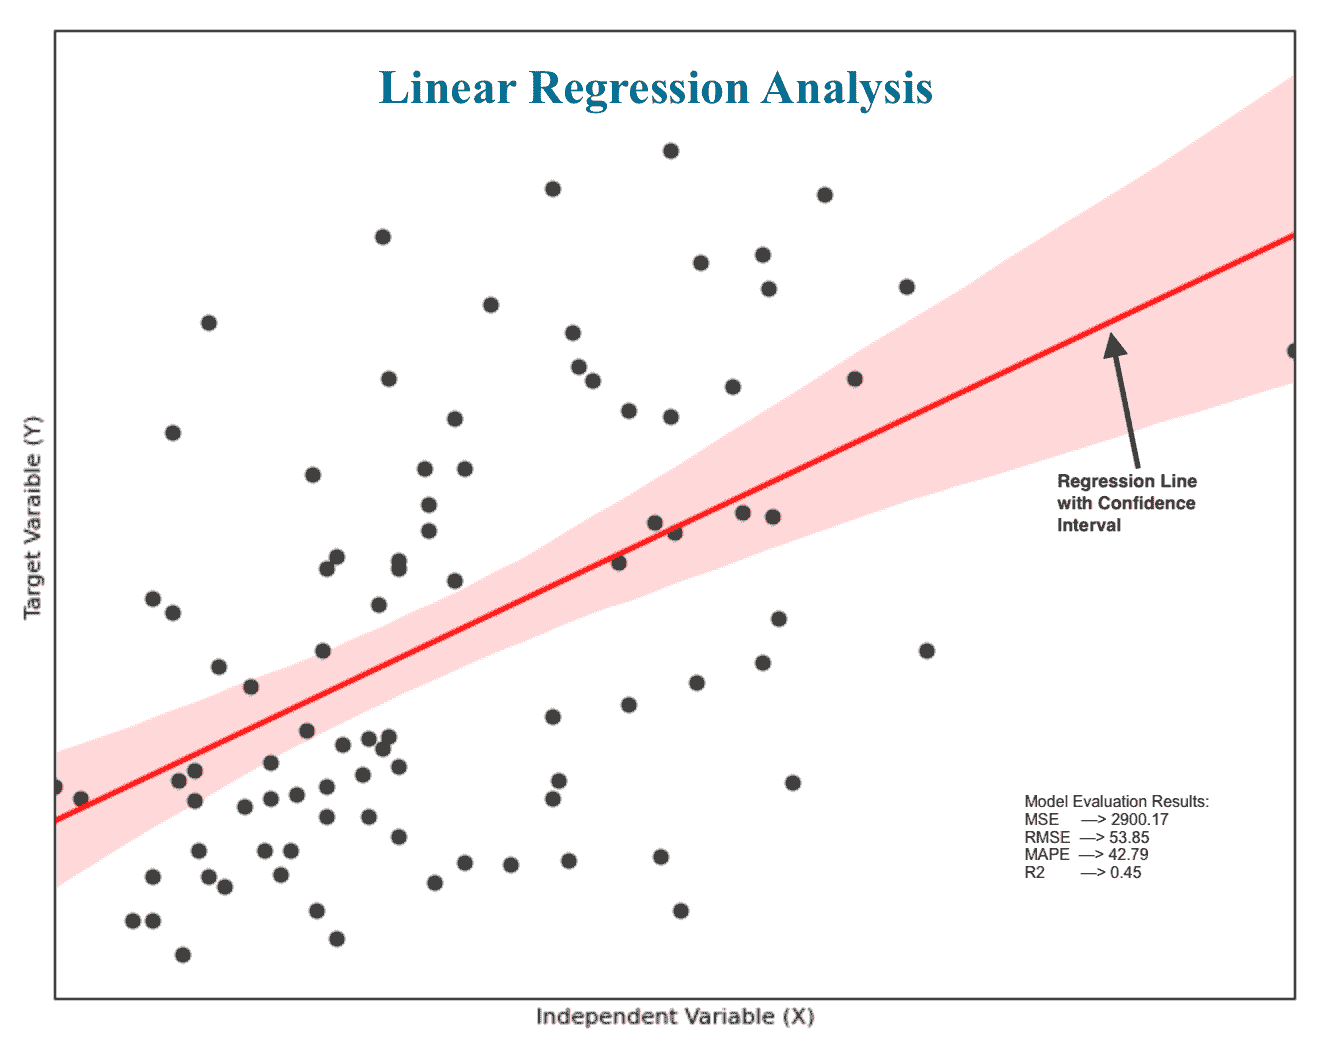 Linear Regression Analysis
Target Varaible (Y)
Regression Line
with Confidence
Interval
Model Evaluation Results:
MSE —> 2900.17
RMSE —> 53.85
MAPE —> 42.79
R2 —> 0.45
Independent Variable (X)